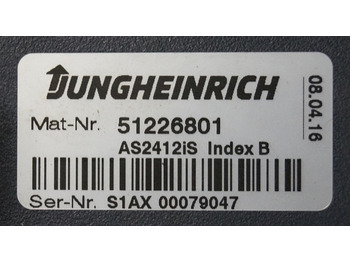 JUNGHEINRICH
Mat-Nr. 51226801
AS2412iS Index B
Ser-Nr. S1AX 00079047
08.04.16